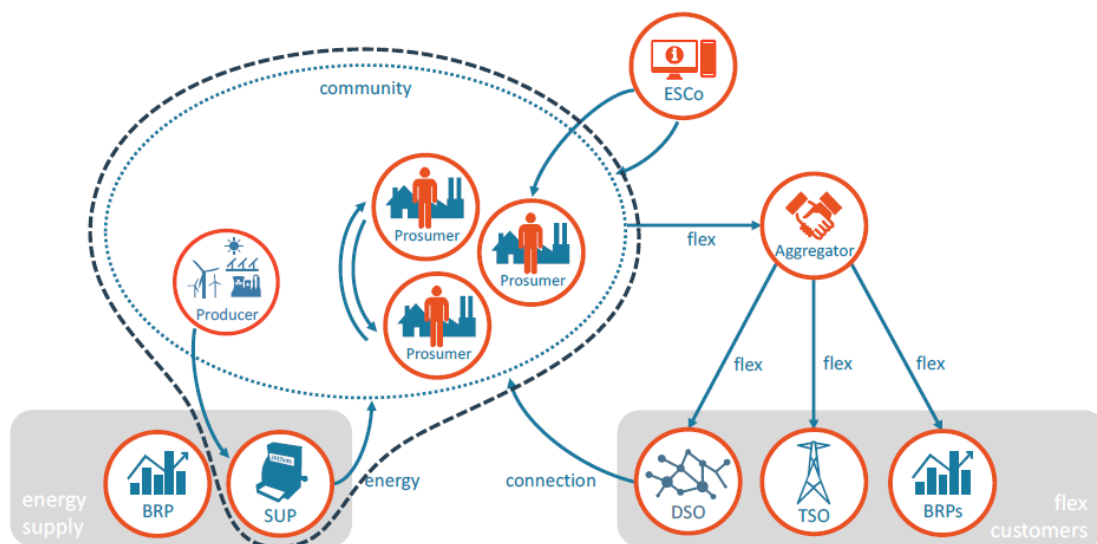 community
ESCo
Prosumer
Prosumer
Prosumer
Producer
flex
Aggregator
flex
flex
flex
energy
supply
BRP
SUP
energy
connection
DSO
TSO
BRPs
flex
customers